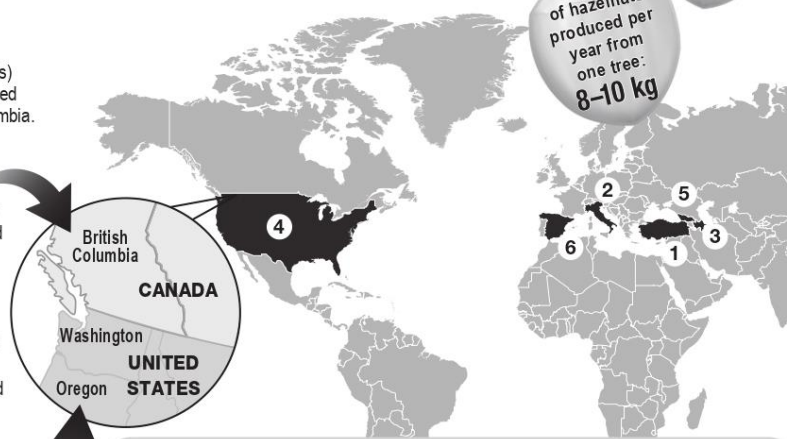 of hazelnuts
produced per
year from
one tree:
8–10 kg
s)
ed
mbia.
2
5
4
British
Columbia
3
6
1
CANADA
Washington
UNITED
STATES
Oregon
d